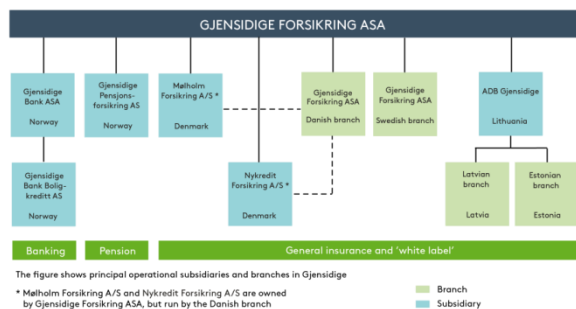 GJENSIDIGE FORSIKRING ASA
Gjensidige
Bank ASA
Norway
Gjensidige
Pensjons-
forsikring AS
Norway
Mølholm
Forsikring A/S *
Denmark
Gjensidige
Forsikring ASA
Danish branch
Gjensidige
Forsikring ASA
Swedish branch
ADB Gjensidige
Lithuania
Gjensidige
Bank Bolig-
kreditt AS
Norway
Nykredit
Forsikring A/S *
Denmark
Latvian
branch
Latvia
Estonian
branch
Estonia
Banking
Pension
General insurance and 'white label'
The figure shows principal operational subsidiaries and branches in Gjensidige
* Mølholm Forsikring A/S and Nykredit Forsikring A/S are owned
by Gjensidige Forsikring ASA, but run by the Danish branch
Branch
Subsidiary